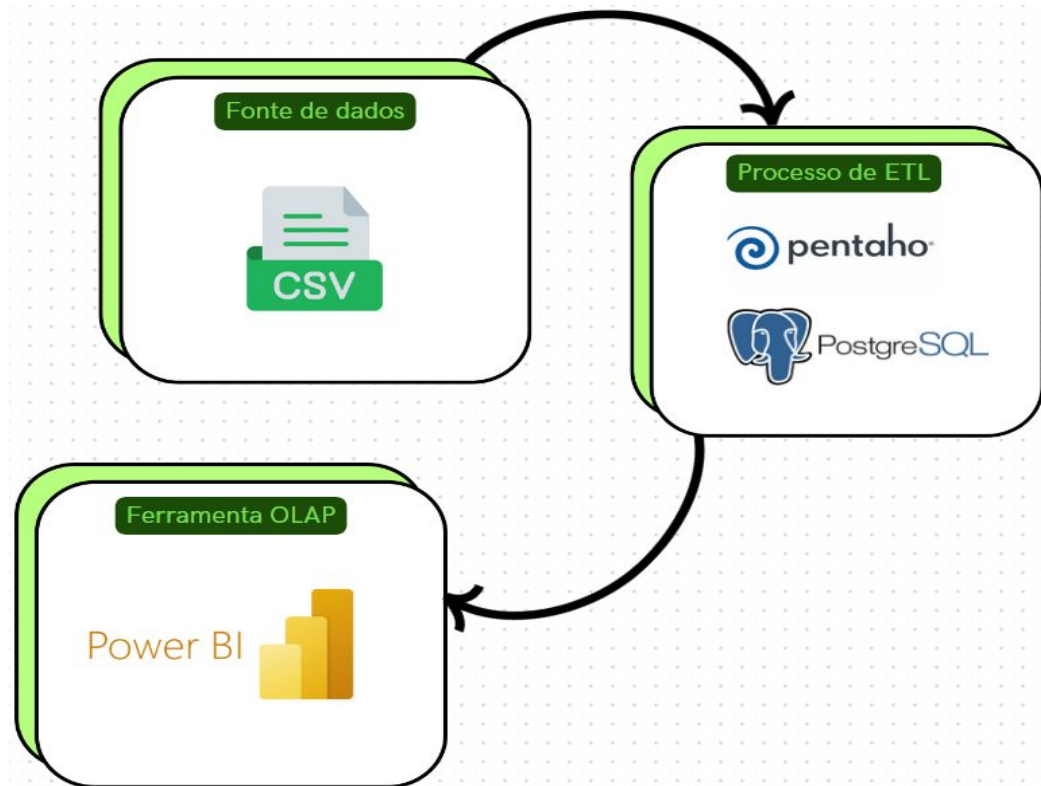 Fonte de dados
CSV
Processo de ETL
pentaho
PostgreSQL
Ferramenta OLAP
Power BI